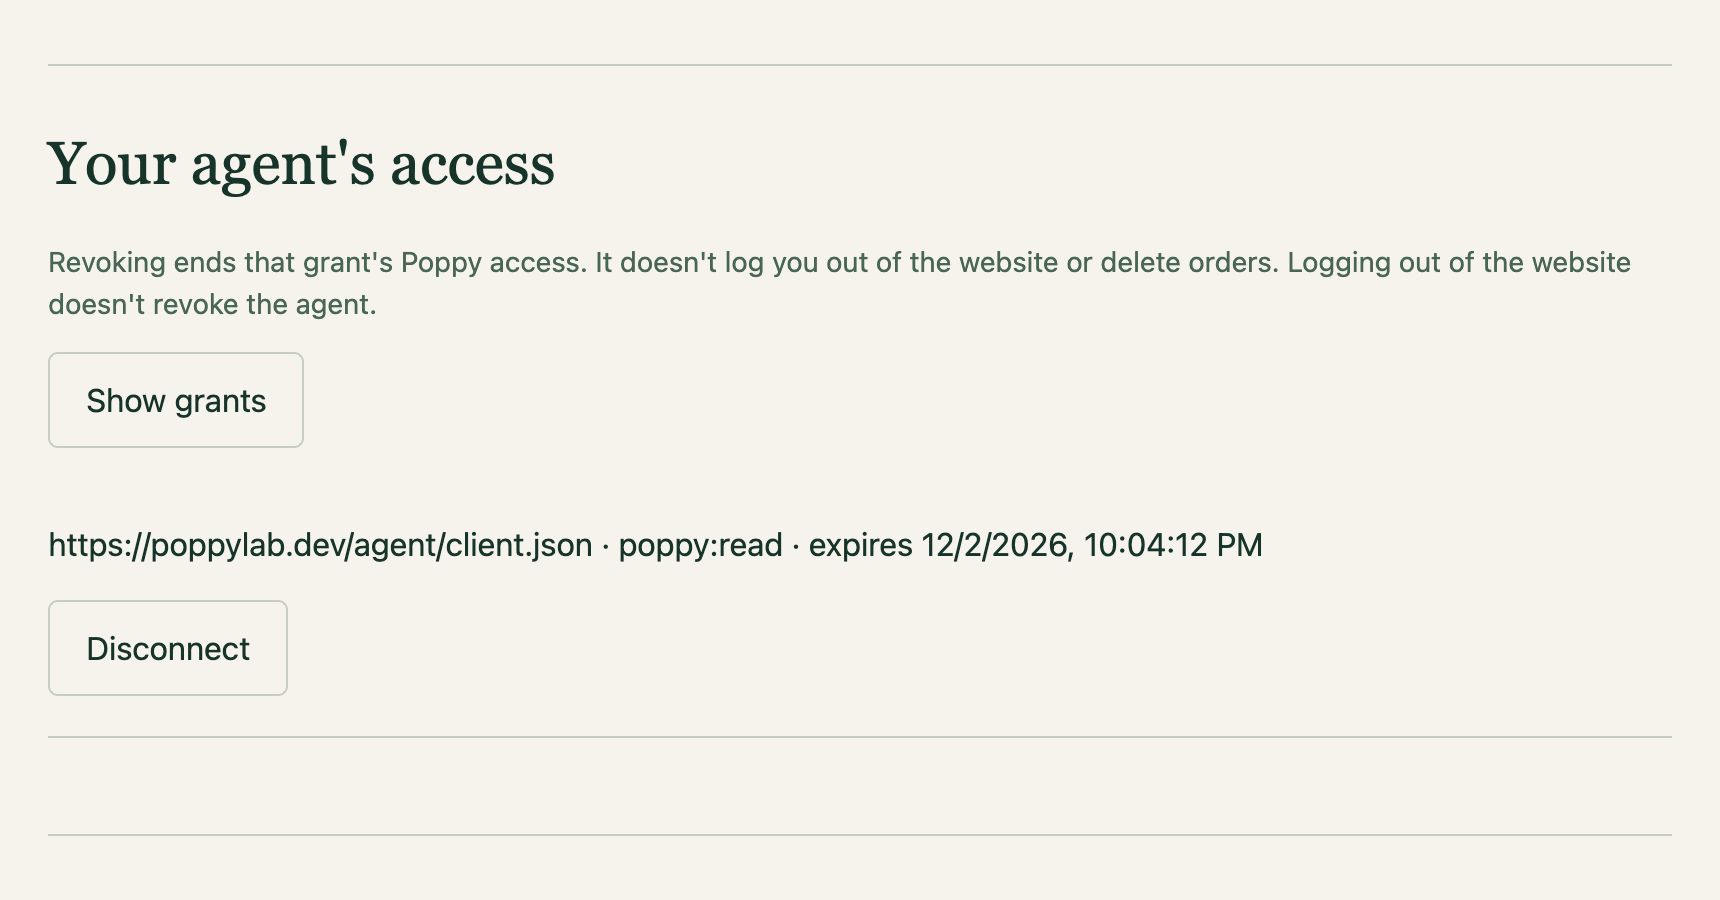 Your agent's access
Revoking ends that grant's Poppy access. It doesn't log you out of the website or delete orders. Logging out of the website
doesn't revoke the agent.
Show grants
https://poppylab.dev/agent/client.json · poppy:read · expires 12/2/2026, 10:04:12 PM
Disconnect